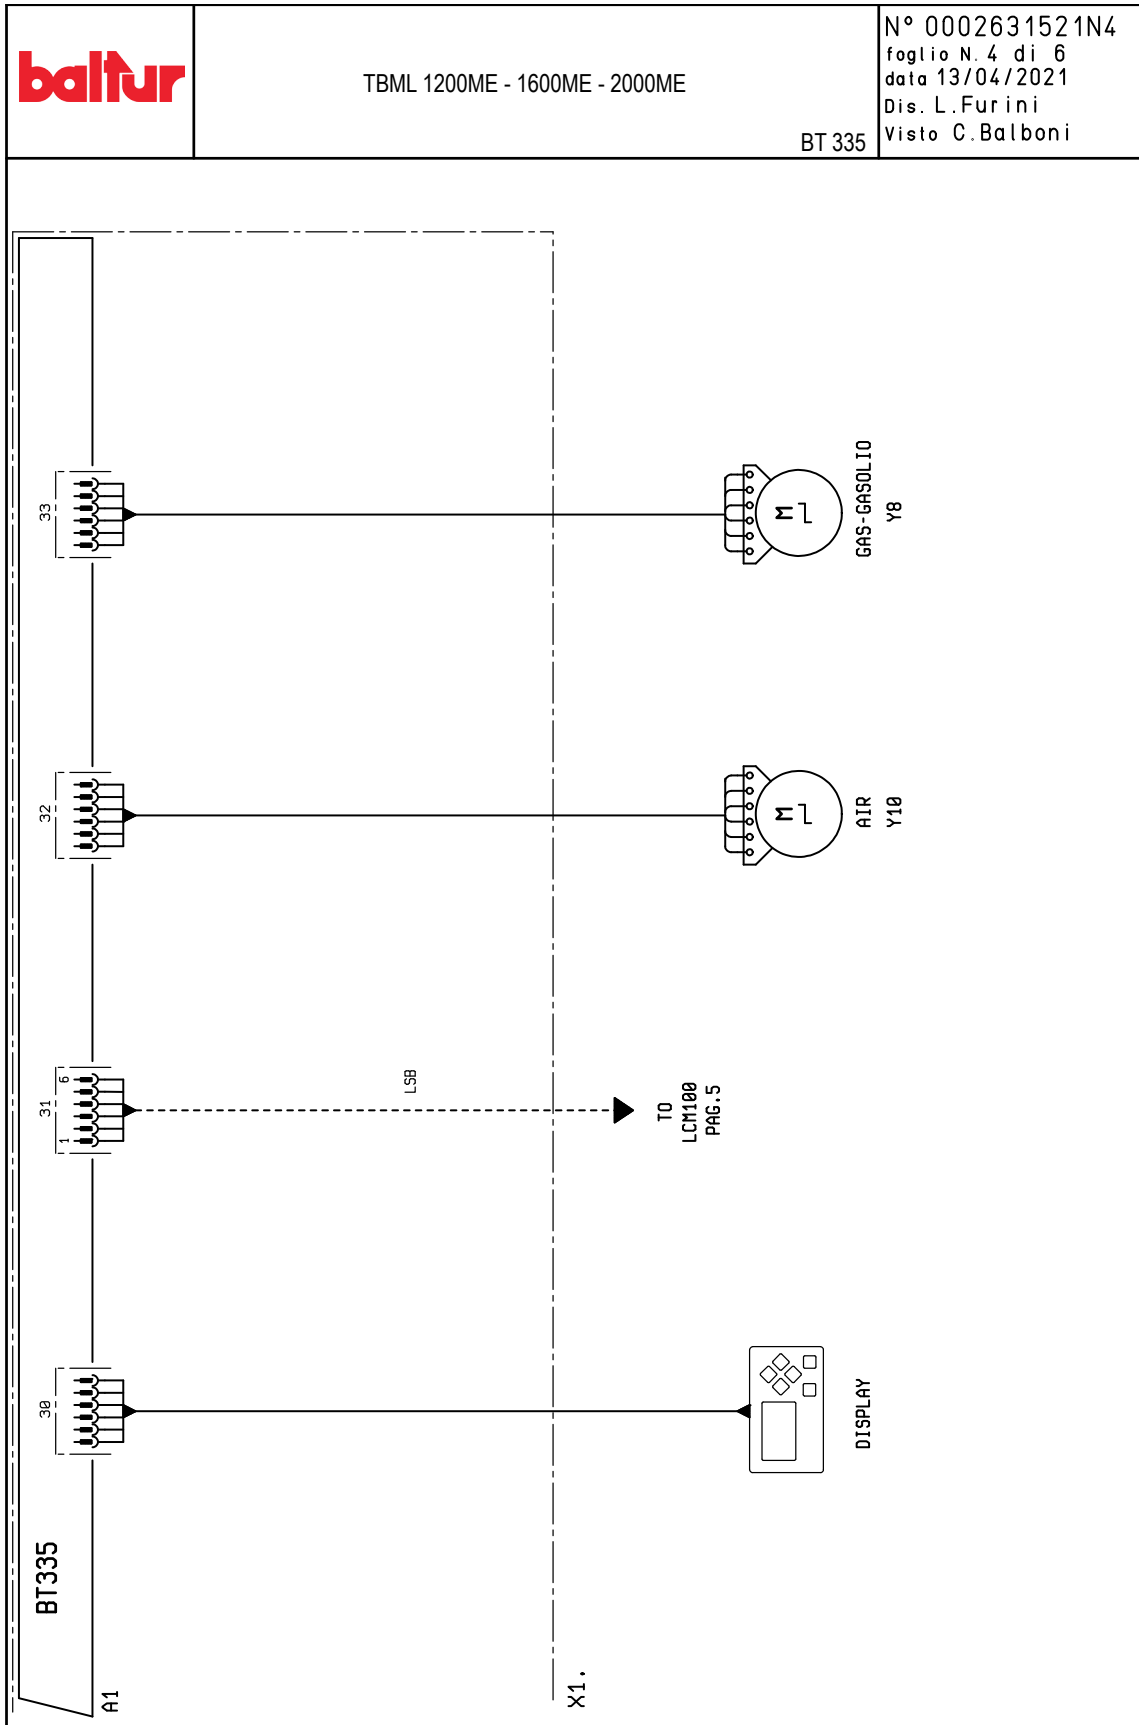 baltur
TBML 1200ME - 1600ME - 2000ME
BT 335
N° 0002631521N4
foglio N. 4 di 6
data 13/04/2021
Dis. L.Furini
Visto C.Balboni
33
M
GAS-GASOLIO
Y8
32
M
AIR
Y10
31
1
6
LSB
TO
LCM100
PAG.5
30
DISPLAY
BT335
A1
X1.